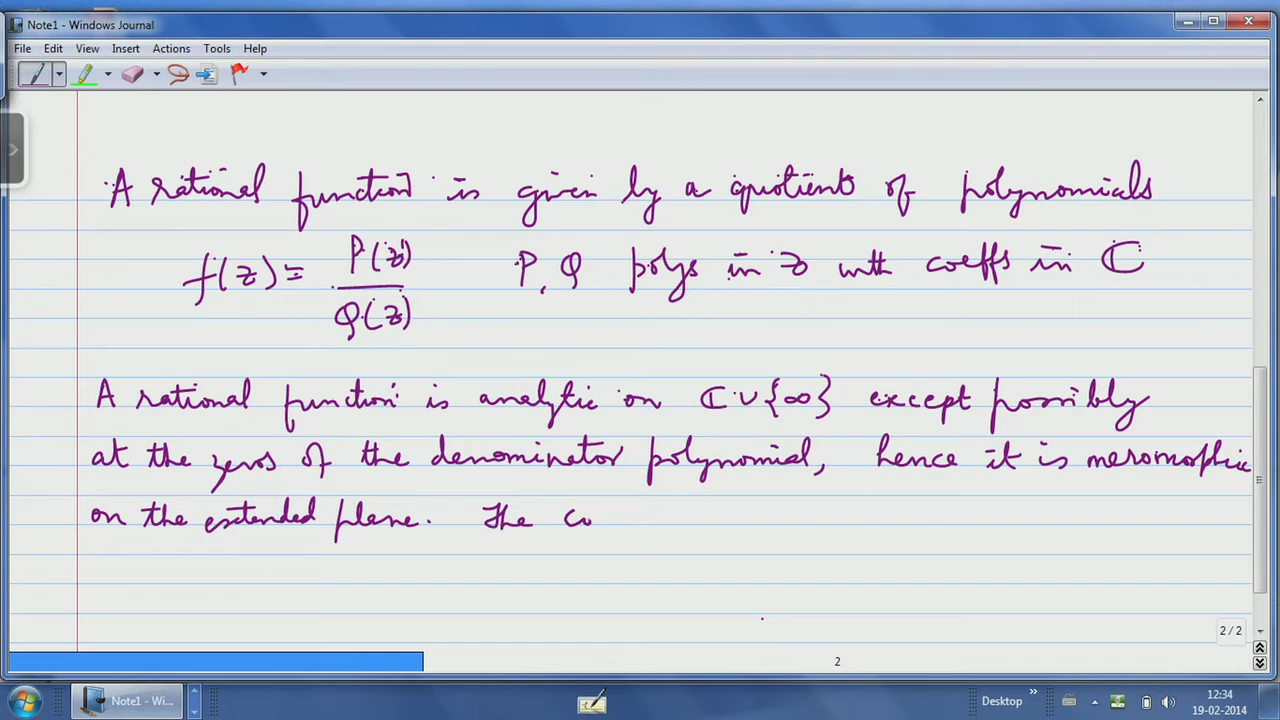 Note1 - Windows Journal
File Edit View Insert Actions Tools Help
A rational function is given by a quotient of polynomials
f(z) = P(z) / Q(z) P, Q polys in z with coeffs in ℂ
A rational function is analytic on ℂ ∪ {∞} except possibly
at the zeros of the denominator polynomial, hence it is meromorphic
on the extended plane. The co
2 / 2
2
Note1 - Wi...
Desktop
12:34
19-02-2014